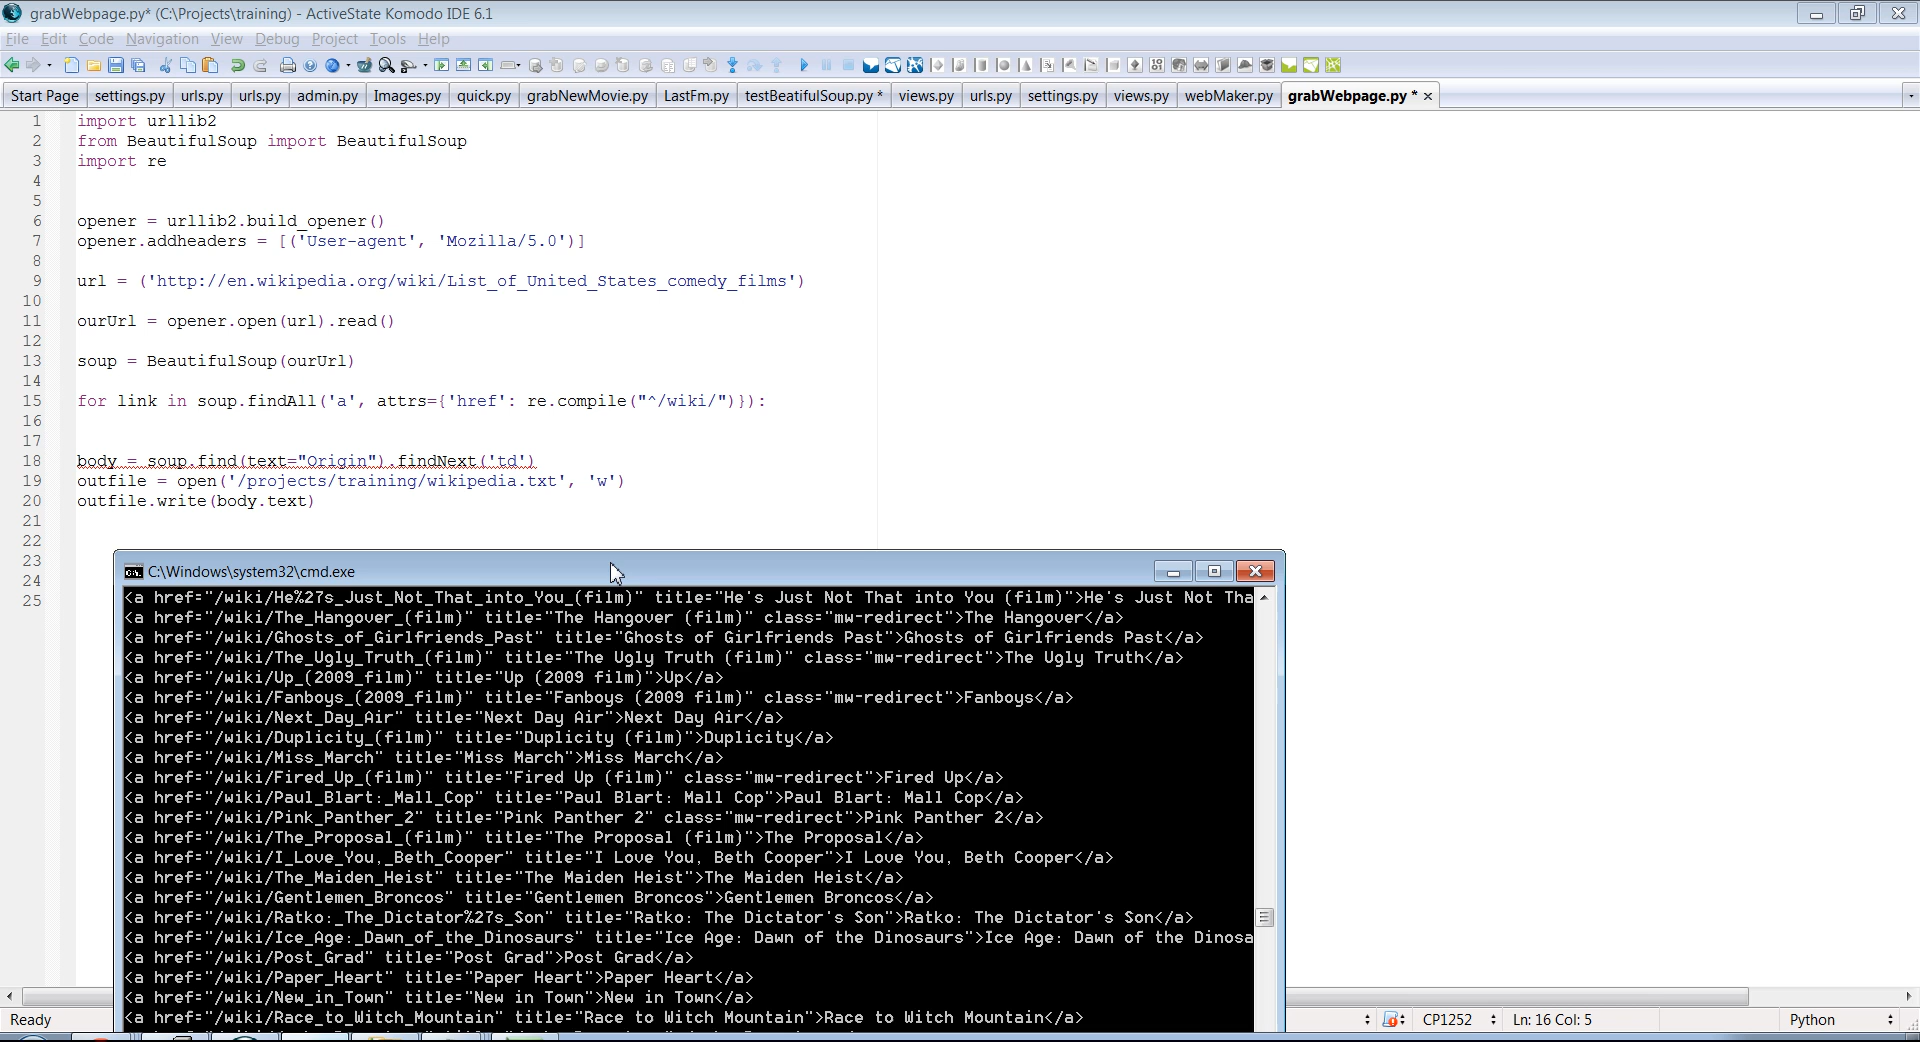 grabWebpage.py* (C:\Projects\training) - ActiveState Komodo IDE 6.1
File Edit Code Navigation View Debug Project Tools Help
Start Page settings.py urls.py urls.py admin.py Images.py quick.py grabNewMovie.py LastFm.py testBeatifulSoup.py * views.py urls.py settings.py views.py webMaker.py grabWebpage.py *
1 import urllib2
2 from BeautifulSoup import BeautifulSoup
3 import re
4
5
6 opener = urllib2.build_opener()
7 opener.addheaders = [('User-agent', 'Mozilla/5.0')]
8
9 url = ('http://en.wikipedia.org/wiki/List_of_United_States_comedy_films')
10
11 ourUrl = opener.open(url).read()
12
13 soup = BeautifulSoup(ourUrl)
14
15 for link in soup.findAll('a', attrs={'href': re.compile("^/wiki/")}):
16
17
18 body = soup.find(text="Origin").findNext('td')
19 outfile = open('/projects/training/wikipedia.txt', 'w')
20 outfile.write(body.text)
21
22
23
24
25
C:\Windows\system32\cmd.exe
<a href="/wiki/He%27s_Just_Not_That_into_You_(film)" title="He's Just Not That into You (film)">He's Just Not Tha
<a href="/wiki/The_Hangover_(film)" title="The Hangover (film)" class="mw-redirect">The Hangover</a>
<a href="/wiki/Ghosts_of_Girlfriends_Past" title="Ghosts of Girlfriends Past">Ghosts of Girlfriends Past</a>
<a href="/wiki/The_Ugly_Truth_(film)" title="The Ugly Truth (film)" class="mw-redirect">The Ugly Truth</a>
<a href="/wiki/Up_(2009_film)" title="Up (2009 film)">Up</a>
<a href="/wiki/Fanboys_(2009_film)" title="Fanboys (2009 film)" class="mw-redirect">Fanboys</a>
<a href="/wiki/Next_Day_Air" title="Next Day Air">Next Day Air</a>
<a href="/wiki/Duplicity_(film)" title="Duplicity (film)">Duplicity</a>
<a href="/wiki/Miss_March" title="Miss March">Miss March</a>
<a href="/wiki/Fired_Up_(film)" title="Fired Up (film)" class="mw-redirect">Fired Up</a>
<a href="/wiki/Paul_Blart:_Mall_Cop" title="Paul Blart: Mall Cop">Paul Blart: Mall Cop</a>
<a href="/wiki/Pink_Panther_2" title="Pink Panther 2" class="mw-redirect">Pink Panther 2</a>
<a href="/wiki/The_Proposal_(film)" title="The Proposal (film)">The Proposal</a>
<a href="/wiki/I_Love_You,_Beth_Cooper" title="I Love You, Beth Cooper">I Love You, Beth Cooper</a>
<a href="/wiki/The_Maiden_Heist" title="The Maiden Heist">The Maiden Heist</a>
<a href="/wiki/Gentlemen_Broncos" title="Gentlemen Broncos">Gentlemen Broncos</a>
<a href="/wiki/Ratko:_The_Dictator%27s_Son" title="Ratko: The Dictator's Son">Ratko: The Dictator's Son</a>
<a href="/wiki/Ice_Age:_Dawn_of_the_Dinosaurs" title="Ice Age: Dawn of the Dinosaurs">Ice Age: Dawn of the Dinosa
<a href="/wiki/Post_Grad" title="Post Grad">Post Grad</a>
<a href="/wiki/Paper_Heart" title="Paper Heart">Paper Heart</a>
<a href="/wiki/New_in_Town" title="New in Town">New in Town</a>
<a href="/wiki/Race_to_Witch_Mountain" title="Race to Witch Mountain">Race to Witch Mountain</a>
Ready CP1252 Ln: 16 Col: 5 Python